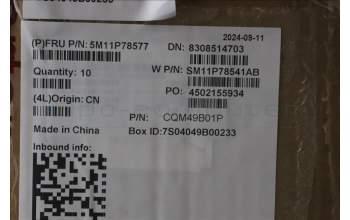 2024-09-11
(P)FRU P/N: 5M11P78577
DN: 8308514703
Quantity: 10
W P/N: SM11P78541AB
PO: 4502155934
(4L)Origin: CN
P/N: CQM49B01P
Made in China
Box ID:7S04049B00233
Inbound info: